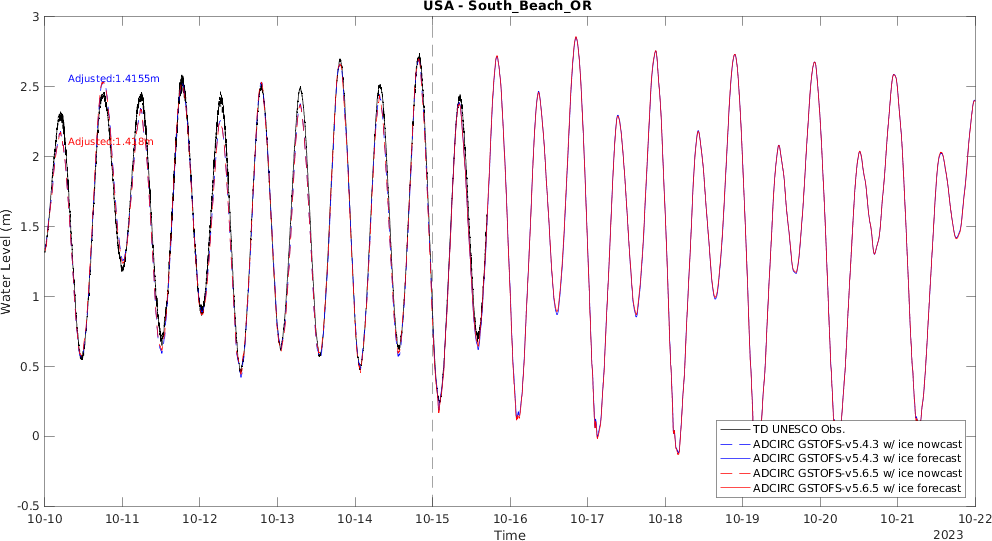 USA - South_Beach_OR
3
2.5
2
1.5
1
0.5
0
-0.5
Water Level (m)
Adjusted:1.4155m
Adjusted:1.418m
TD UNESCO Obs.
ADCIRC GSTOFS-v5.4.3 w/ ice nowcast
ADCIRC GSTOFS-v5.4.3 w/ ice forecast
ADCIRC GSTOFS-v5.6.5 w/ ice nowcast
ADCIRC GSTOFS-v5.6.5 w/ ice forecast
10-10 10-11 10-12 10-13 10-14 10-15 10-16 10-17 10-18 10-19 10-20 10-21 10-22
Time
2023